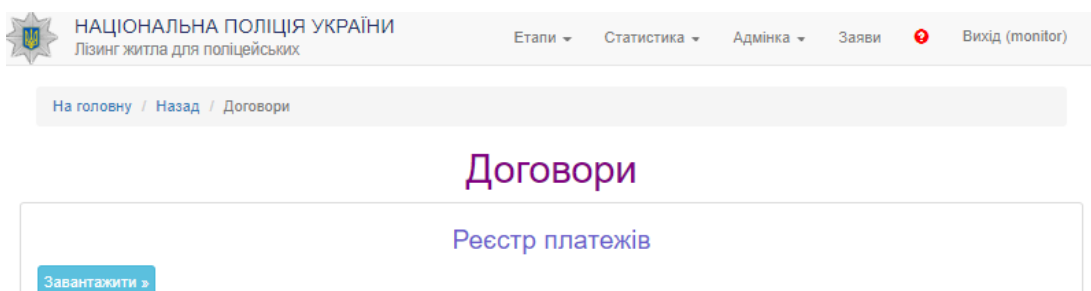 НАЦІОНАЛЬНА ПОЛІЦІЯ УКРАЇНИ
Лізинг житла для поліцейських
Етапи Статистика Адмінка Заяви Вихід (monitor)
На головну / Назад / Договори
Договори
Реєстр платежів
Завантажити »